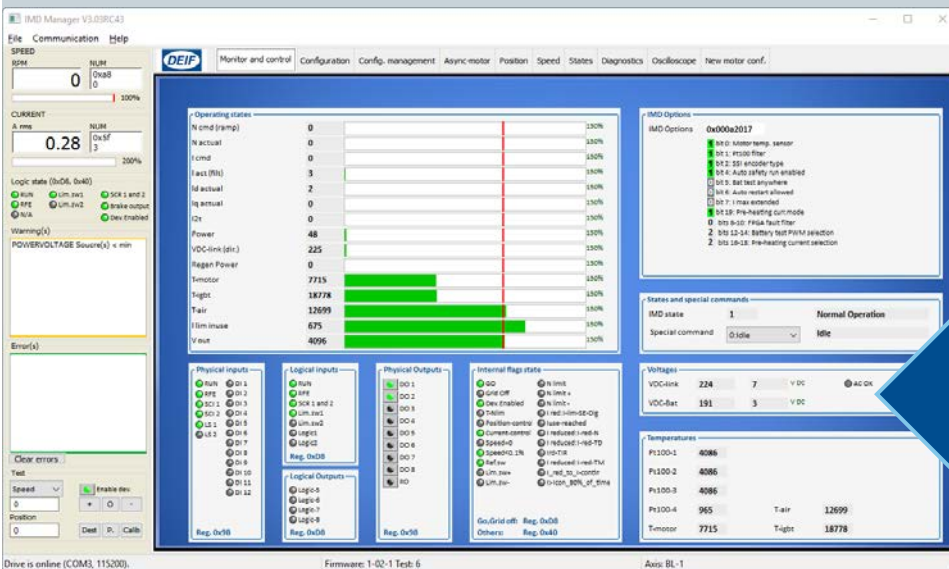 IMD Manager V3.03RC43
File Communication Help
SPEED
RPM NUM
0 0xa8
0
100%
CURRENT
A rms NUM
0.28 0x5f
3
200%
Logic state (0xD8, 0x40)
RUN Lim.sw1 SCR 1 and 2
RFE Lim.sw2 Brake output
N/A Dev Enabled
Warning(s)
POWERVOLTAGE Source(s) < min
Error(s)
Clear errors
Test
Speed Enable dev
0 + 0 -
Position
0 Dest P. Calib
DEIF Monitor and control Configuration Config. management Async-motor Position Speed States Diagnostics Oscilloscope New motor conf.
Operating states
N cmd (ramp) 0 150%
N actual 0 150%
I cmd 0 150%
I act (filt) 3 150%
Id actual 2 150%
Iq actual 0 150%
I2t 0 150%
Power 48 150%
VDC-link (dir.) 225 150%
Regen Power 0 150%
T-motor 7715 150%
T-igbt 18778 150%
T-air 12699 150%
I lim inuse 675 150%
V out 4096 150%
Physical inputs
RUN DI 1
RFE DI 2
SCI 1 DI 3
SCI 2 DI 4
LS 1 DI 5
LS 2 DI 6
DI 7
DI 8
DI 9
DI 10
DI 11
DI 12
Reg. 0x98
Logical inputs
RUN
RFE
SCR 1 and 2
Lim.sw1
Lim.sw2
Logic1
Logic2
Reg. 0xD8
Logical Outputs
Logic-5
Logic-6
Logic-7
Logic-8
Reg. 0xD8
Physical Outputs
DO 1
DO 2
DO 3
DO 4
DO 5
DO 6
DO 7
DO 8
RO
Reg. 0x98
Internal flags state
GO N limit
Grid Off N limit+
Dev.Enabled N limit-
T-Nlim I red:I-lim-SE-Dig
Position-control Iuse-reached
Current-control I reduced:I-red-N
Speed=0 I reduced:I-red-TD
Speed<0.1% I rd-TIR
Ref.sw I reduced:I-red-TM
Lim.sw+ I_red_to_I-contin
Lim.sw- I>Icon_80%_of_time
Go,Grid off: Reg. 0xD8
Others: Reg. 0x40
IMD Options
IMD Options 0x000a2017
bit 0: Motor temp. sensor
bit 1: Pt100 filter
bit 2: SSI encoder type
bit 4: Auto safety run enabled
bit 5: Bat test anywhere
bit 6: Auto restart allowed
bit 7: I max extended
bit 19: Pre-heating curr.mode
0 bits 8-10: FPGA fault filter
2 bits 12-14: Battery test PWM selection
2 bits 16-18: Pre-heating current selection
States and special commands
IMD state 1 Normal Operation
Special command 0:Idle Idle
Voltages
VDC-link 224 7 V DC AC OK
VDC-Bat 191 5 V DC
Temperatures
Pt100-1 4086
Pt100-2 4086
Pt100-3 4086
Pt100-4 965 T-air 12699
T-motor 7715 T-igbt 18778
Drive is online (COM3, 115200). Firmware: 1-02-1 Test: 6 Axis: BL-1